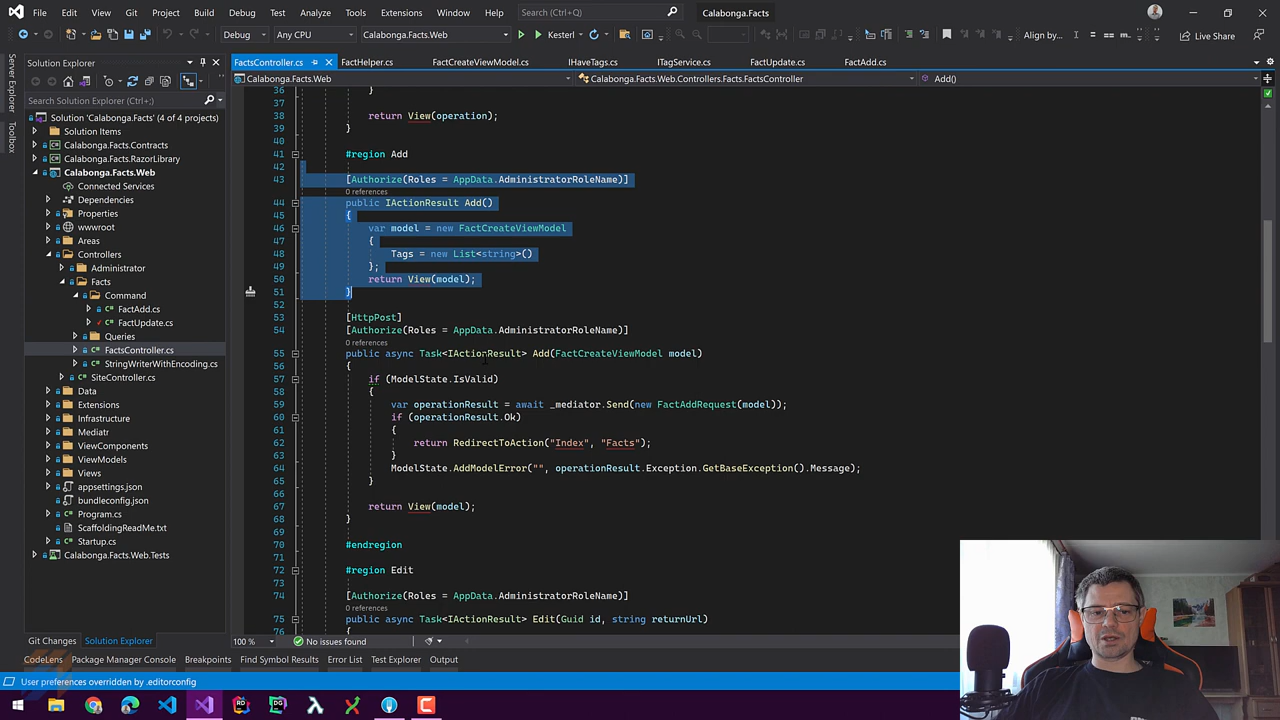 File Edit View Git Project Build Debug Test Analyze Tools Extensions Window Help Search (Ctrl+Q) Calabonga.Facts
Debug Any CPU Calabonga.Facts.Web Kestrel Align by... Live Share
Server Explorer
Toolbox
Solution Explorer
Search Solution Explorer (Ctrl+;)
Solution 'Calabonga.Facts' (4 of 4 projects)
Solution Items
Calabonga.Facts.Contracts
Calabonga.Facts.RazorLibrary
Calabonga.Facts.Web
Connected Services
Dependencies
Properties
wwwroot
Areas
Controllers
Administrator
Facts
Command
FactAdd.cs
FactUpdate.cs
Queries
FactsController.cs
StringWriterWithEncoding.cs
SiteController.cs
Data
Extensions
Infrastructure
Mediatr
ViewComponents
ViewModels
Views
appsettings.json
bundleconfig.json
Program.cs
ScaffoldingReadMe.txt
Startup.cs
Calabonga.Facts.Web.Tests
Git Changes Solution Explorer
FactsController.cs FactHelper.cs FactCreateViewModel.cs IHaveTags.cs ITagService.cs FactUpdate.cs FactAdd.cs
Calabonga.Facts.Web Calabonga.Facts.Web.Controllers.Facts.FactsController Add()
36 }
37
38 return View(operation);
39 }
40
41 #region Add
42
43 [Authorize(Roles = AppData.AdministratorRoleName)]
0 references
44 public IActionResult Add()
45 {
46 var model = new FactCreateViewModel
47 {
48 Tags = new List<string>()
49 };
50 return View(model);
51 }
52
53 [HttpPost]
54 [Authorize(Roles = AppData.AdministratorRoleName)]
0 references
55 public async Task<IActionResult> Add(FactCreateViewModel model)
56 {
57 if (ModelState.IsValid)
58 {
59 var operationResult = await _mediator.Send(new FactAddRequest(model));
60 if (operationResult.Ok)
61 {
62 return RedirectToAction("Index", "Facts");
63 }
64 ModelState.AddModelError("", operationResult.Exception.GetBaseException().Message);
65 }
66
67 return View(model);
68 }
69
70 #endregion
71
72 #region Edit
73
74 [Authorize(Roles = AppData.AdministratorRoleName)]
0 references
75 public async Task<IActionResult> Edit(Guid id, string returnUrl)
76 {
100 % No issues found
CodeLens Package Manager Console Breakpoints Find Symbol Results Error List Test Explorer Output
User preferences overridden by .editorconfig